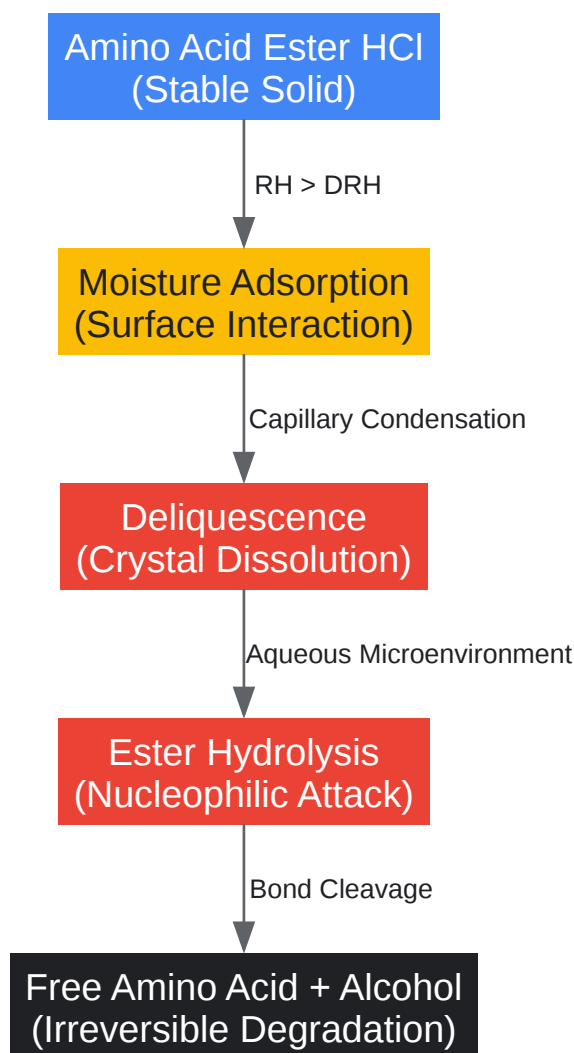 Amino Acid Ester HCl
(Stable Solid)
RH > DRH
Moisture Adsorption
(Surface Interaction)
Capillary Condensation
Deliquescence
(Crystal Dissolution)
Aqueous Microenvironment
Ester Hydrolysis
(Nucleophilic Attack)
Bond Cleavage
Free Amino Acid + Alcohol
(Irreversible Degradation)